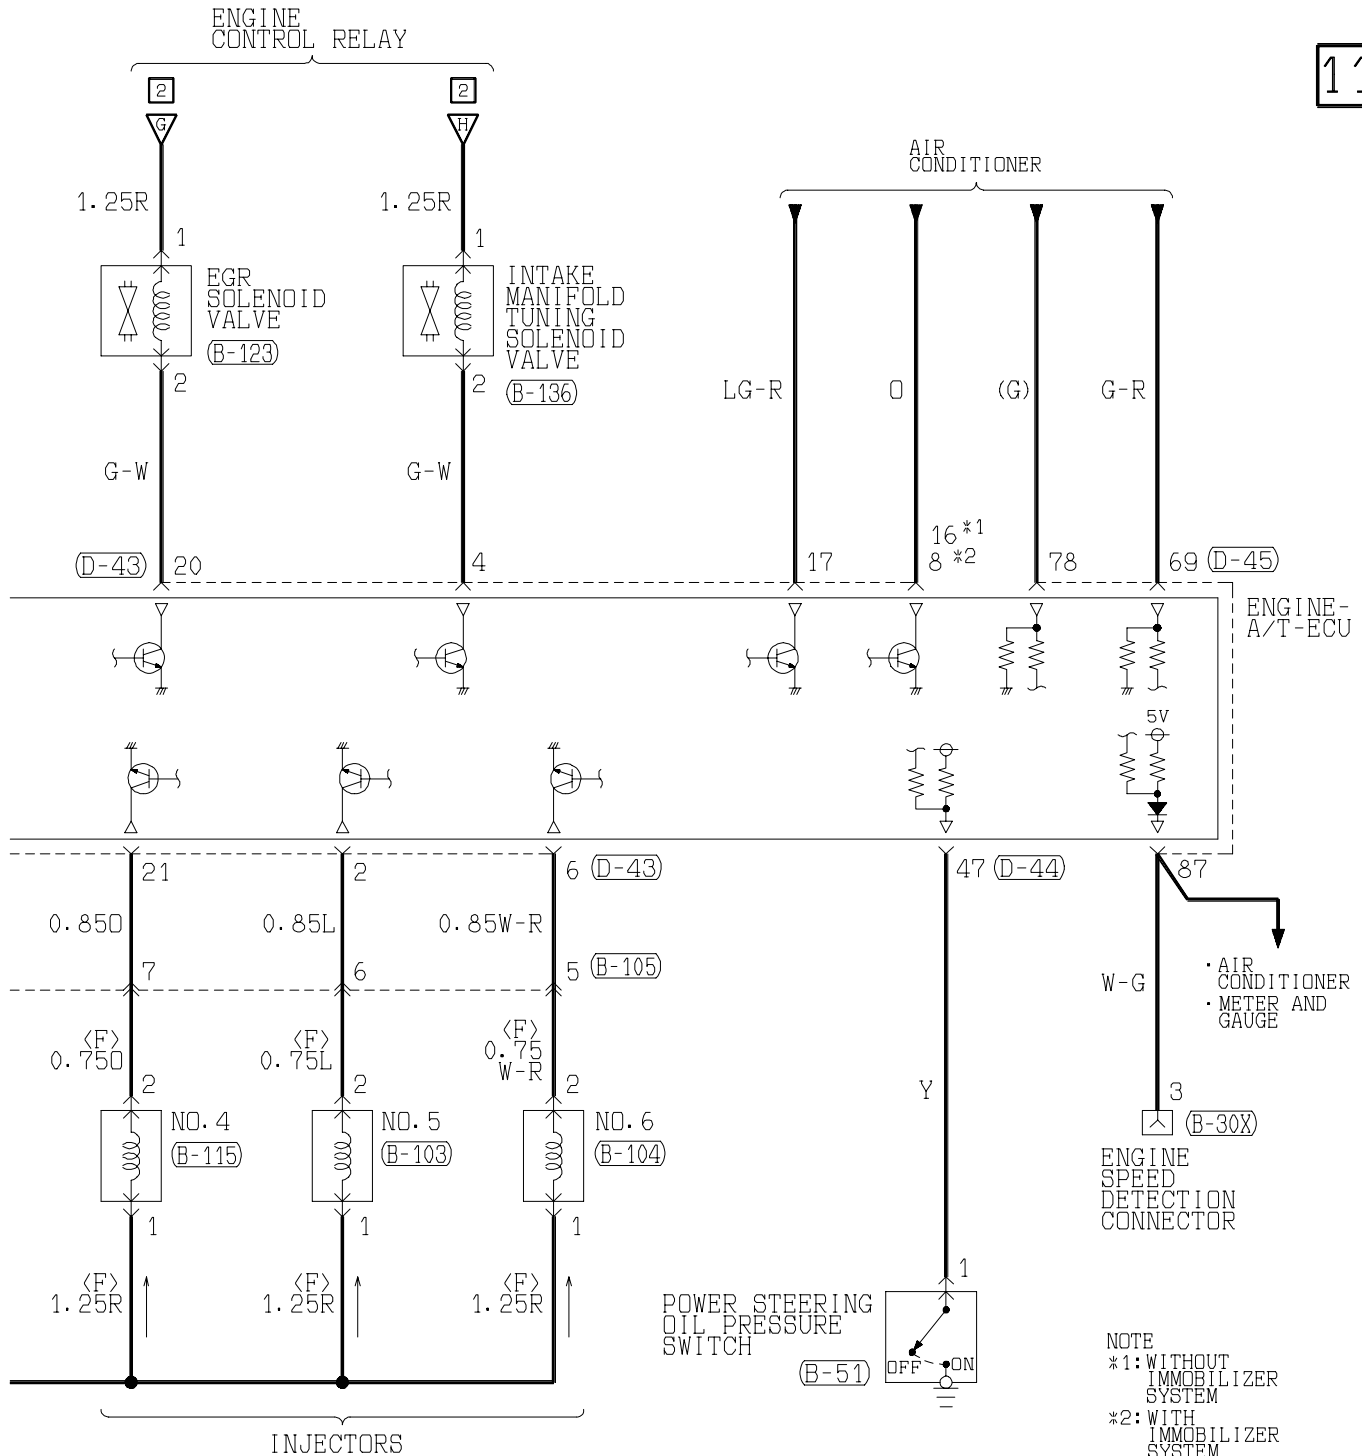 ENGINE
CONTROL RELAY
2
2
G
H
AIR
CONDITIONER
1.25R
1.25R
1
1
EGR
SOLENOID
VALVE
(B-123)
INTAKE
MANIFOLD
TUNING
SOLENOID
VALVE
(B-136)
2
2
LG-R
O
(G)
G-R
G-W
G-W
16 *1
8 *2
(D-43)
20
4
17
78
69
(D-45)
ENGINE-
A/T-ECU
5V
21
2
6
(D-43)
47
(D-44)
87
0.85O
0.85L
0.85W-R
7
6
5
(B-105)
· AIR
CONDITIONER
· METER AND
GAUGE
W-G
<F>
0.75O
<F>
0.75L
<F>
0.75
W-R
2
2
2
Y
3
(B-30X)
NO.4
(B-115)
NO.5
(B-103)
NO.6
(B-104)
ENGINE
SPEED
DETECTION
CONNECTOR
1
1
1
1
<F>
1.25R
<F>
1.25R
<F>
1.25R
POWER STEERING
OIL PRESSURE
SWITCH
(B-51)
OFF
ON
NOTE
*1: WITHOUT
IMMOBILIZER
SYSTEM
*2: WITH
IMMOBILIZER
SYSTEM
INJECTORS